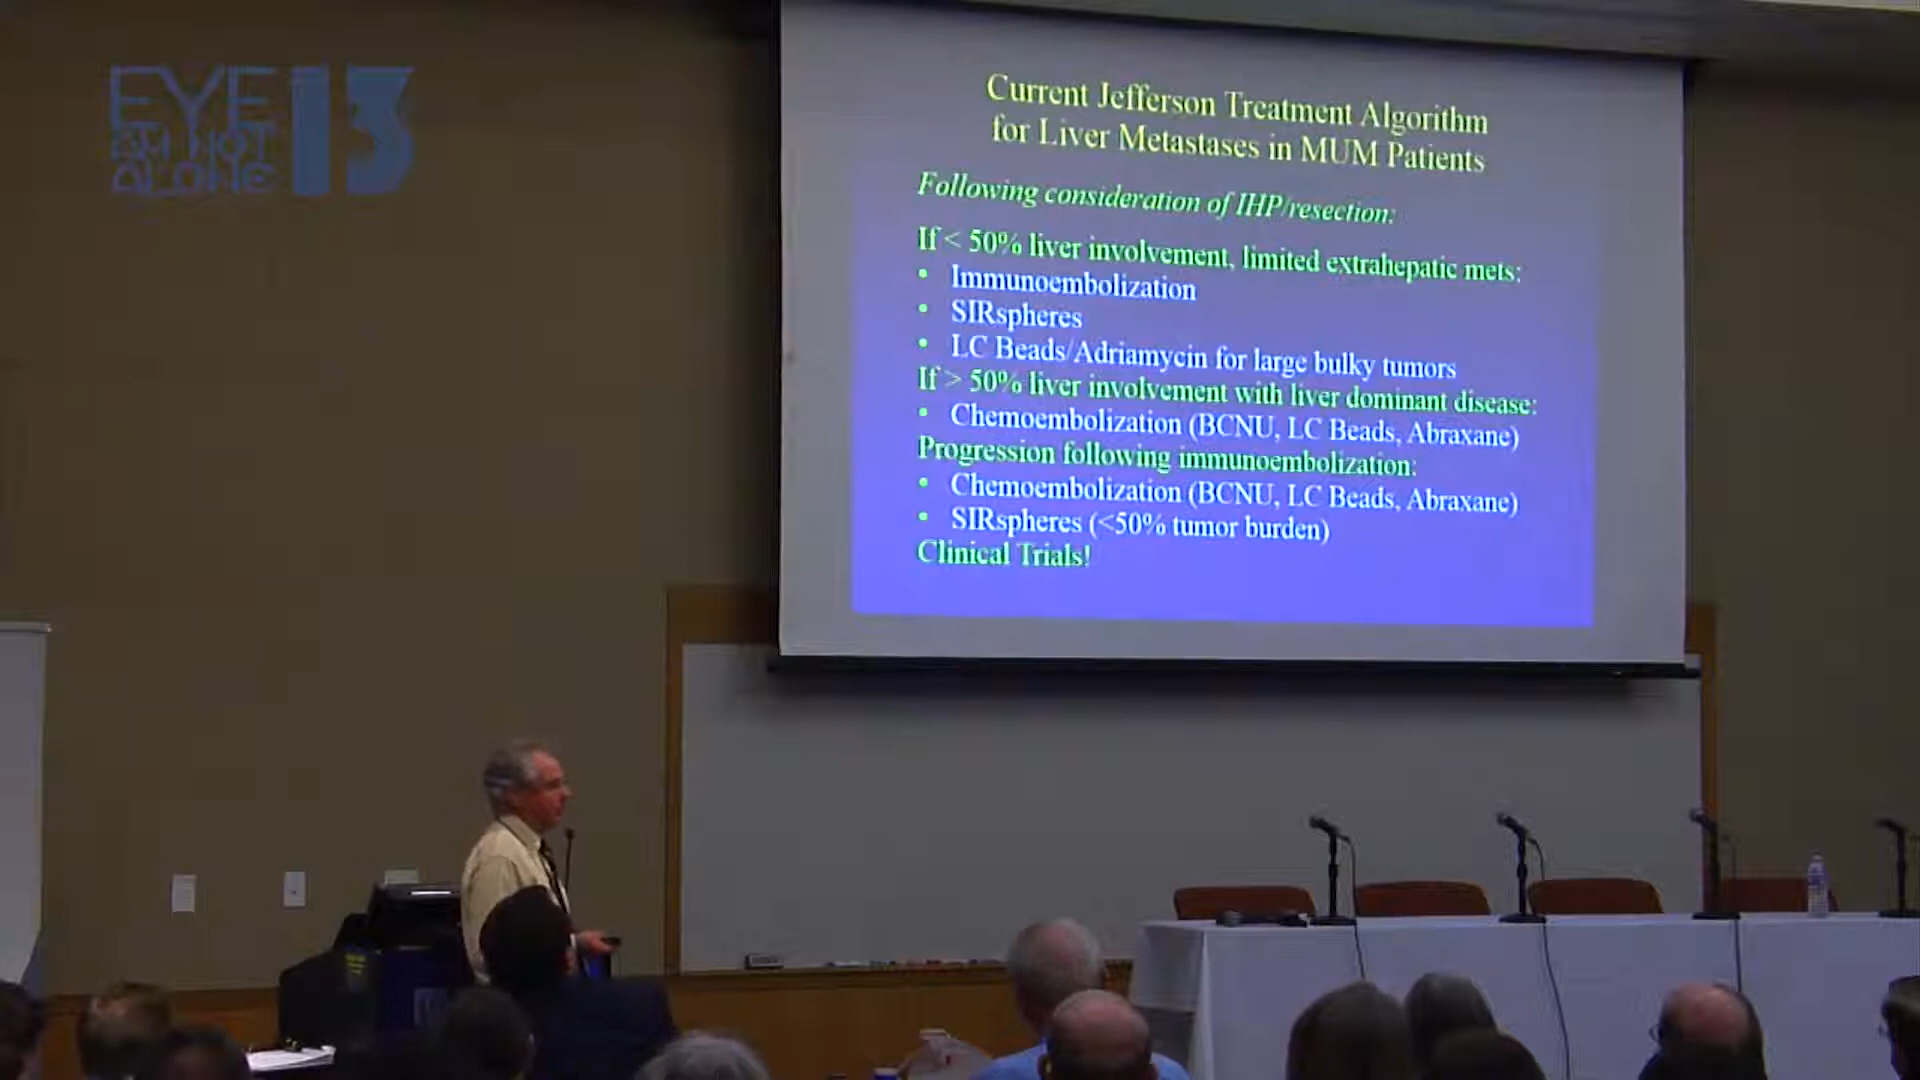 EYE
AM NOT
ALONE
13
Current Jefferson Treatment Algorithm
for Liver Metastases in MUM Patients
Following consideration of IHP/resection:
If < 50% liver involvement, limited extrahepatic mets:
• Immunoembolization
• SIRspheres
• LC Beads/Adriamycin for large bulky tumors
If > 50% liver involvement with liver dominant disease:
• Chemoembolization (BCNU, LC Beads, Abraxane)
Progression following immunoembolization:
• Chemoembolization (BCNU, LC Beads, Abraxane)
• SIRspheres (<50% tumor burden)
Clinical Trials!